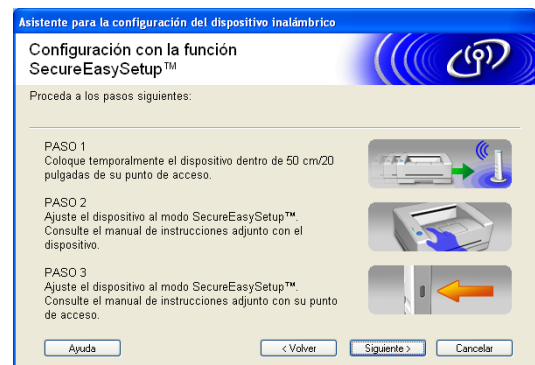 Asistente para la configuración del dispositivo inalámbrico
Configuración con la función
SecureEasySetup™
Proceda a los pasos siguientes:
PASO 1
Coloque temporalmente el dispositivo dentro de 50 cm/20
pulgadas de su punto de acceso.
PASO 2
Ajuste el dispositivo al modo SecureEasySetup™.
Consulte el manual de instrucciones adjunto con el
dispositivo.
PASO 3
Ajuste el dispositivo al modo SecureEasySetup™.
Consulte el manual de instrucciones adjunto con su punto
de acceso.
Ayuda
< Volver
Siguiente >
Cancelar